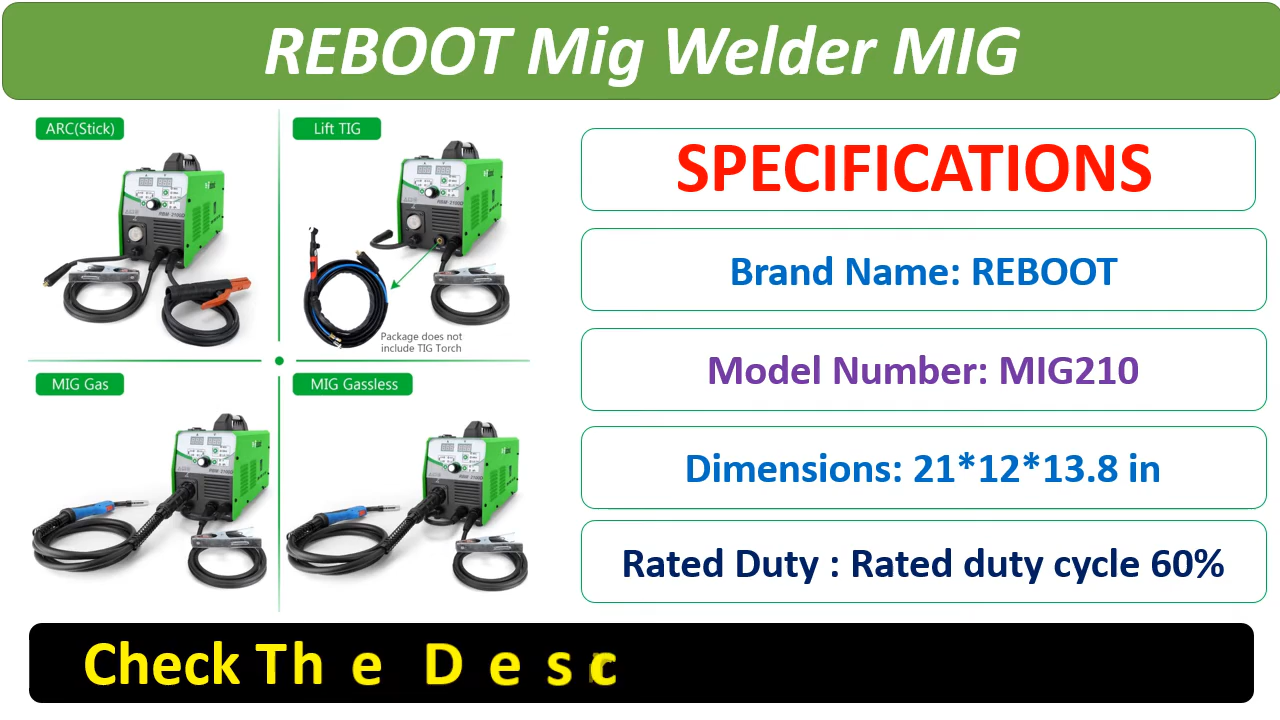 REBOOT Mig Welder MIG
ARC(Stick)
Lift TIG
Package does not
include TIG Torch
MIG Gas
MIG Gassless
SPECIFICATIONS
Brand Name: REBOOT
Model Number: MIG210
Dimensions: 21*12*13.8 in
Rated Duty : Rated duty cycle 60%
Check The Desc